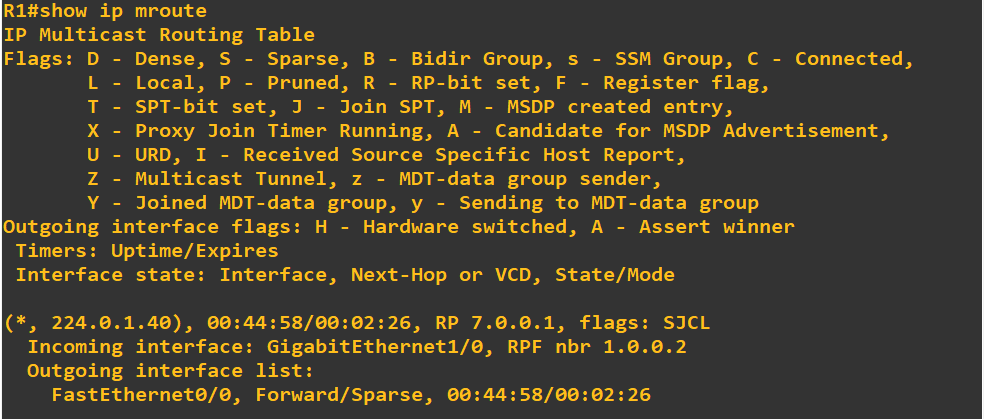 R1#show ip mroute
IP Multicast Routing Table
Flags: D - Dense, S - Sparse, B - Bidir Group, s - SSM Group, C - Connected,
       L - Local, P - Pruned, R - RP-bit set, F - Register flag,
       T - SPT-bit set, J - Join SPT, M - MSDP created entry,
       X - Proxy Join Timer Running, A - Candidate for MSDP Advertisement,
       U - URD, I - Received Source Specific Host Report,
       Z - Multicast Tunnel, z - MDT-data group sender,
       Y - Joined MDT-data group, y - Sending to MDT-data group
Outgoing interface flags: H - Hardware switched, A - Assert winner
 Timers: Uptime/Expires
 Interface state: Interface, Next-Hop or VCD, State/Mode

(*, 224.0.1.40), 00:44:58/00:02:26, RP 7.0.0.1, flags: SJCL
  Incoming interface: GigabitEthernet1/0, RPF nbr 1.0.0.2
  Outgoing interface list:
    FastEthernet0/0, Forward/Sparse, 00:44:58/00:02:26